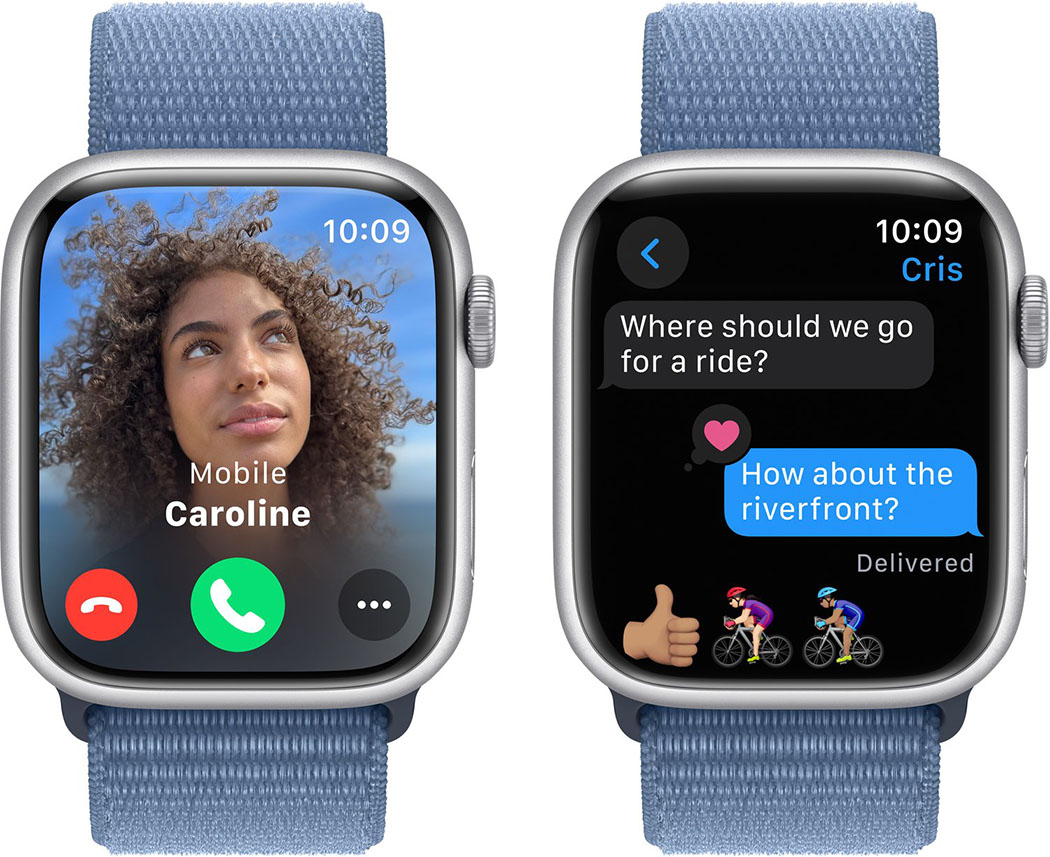 10:09
Mobile
Caroline
10:09
Cris
Where should we go
for a ride?
How about the
riverfront?
Delivered